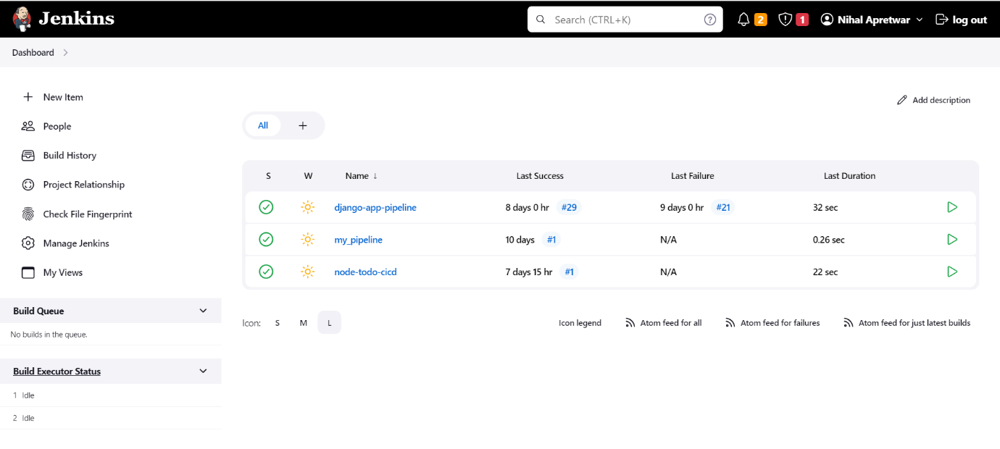 Jenkins
Search (CTRL+K)
2
1
Nihal Apretwar
log out
Dashboard
New Item
People
Build History
Project Relationship
Check File Fingerprint
Manage Jenkins
My Views
Build Queue
No builds in the queue.
Build Executor Status
1 Idle
2 Idle
Add description
All +
S W Name ↓ Last Success Last Failure Last Duration
django-app-pipeline 8 days 0 hr #29 9 days 0 hr #21 32 sec
my_pipeline 10 days #1 N/A 0.26 sec
node-todo-cicd 7 days 15 hr #1 N/A 22 sec
Icon: S M L
Icon legend Atom feed for all Atom feed for failures Atom feed for just latest builds